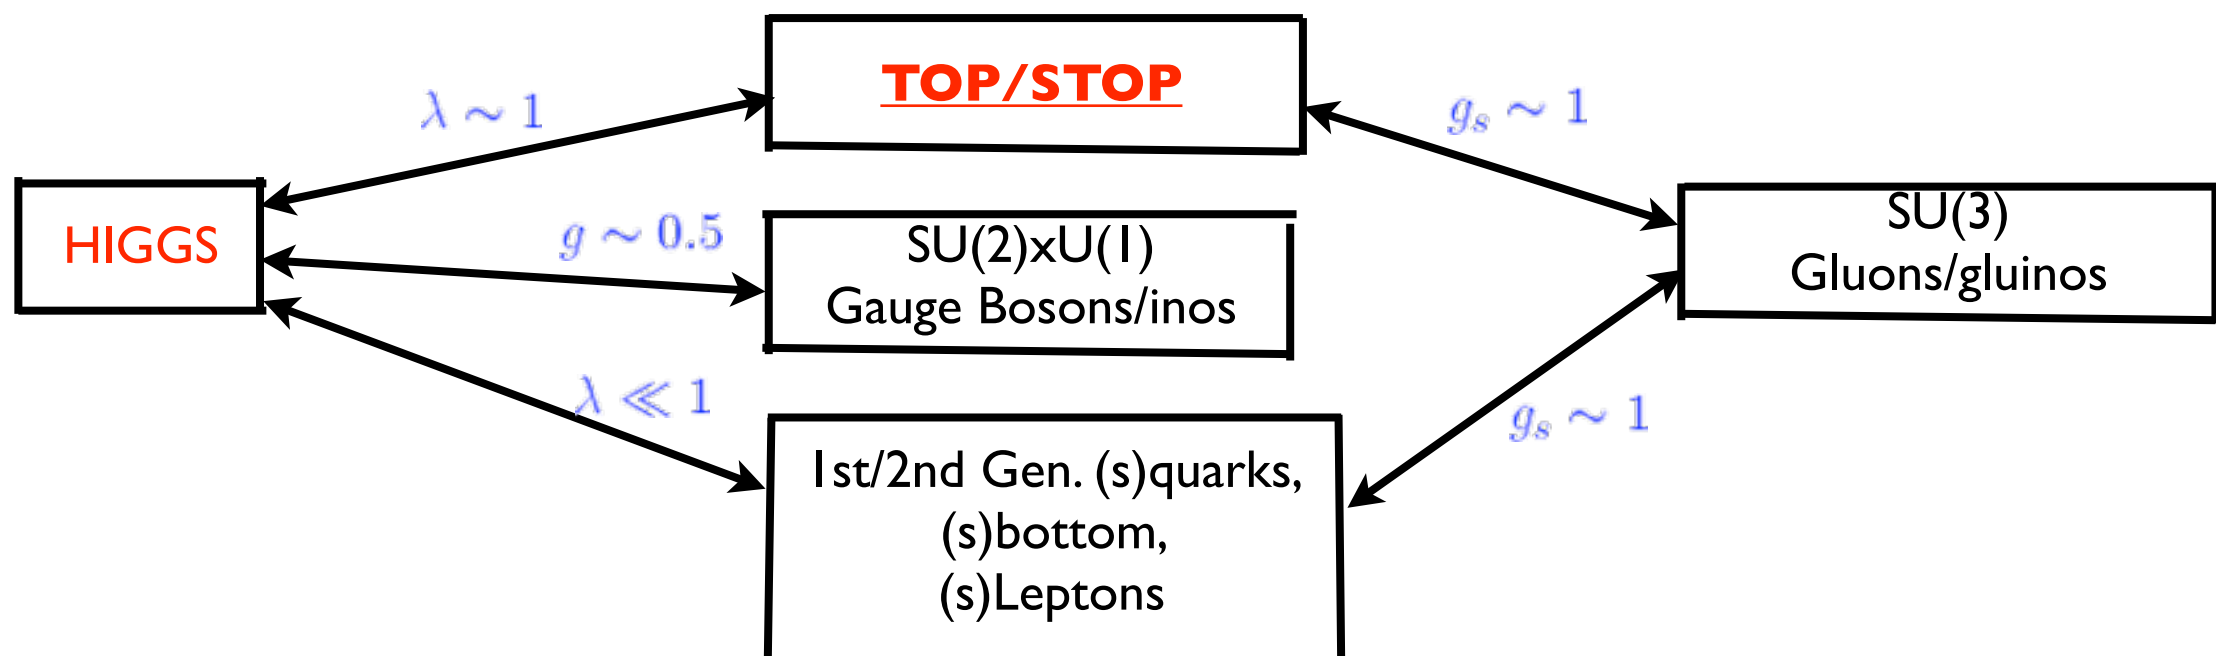 TOP/STOP
λ ∼ 1
g_s ∼ 1
HIGGS
g ∼ 0.5
SU(2)xU(1)
Gauge Bosons/inos
SU(3)
Gluons/gluinos
λ ≪ 1
g_s ∼ 1
1st/2nd Gen. (s)quarks,
(s)bottom,
(s)Leptons